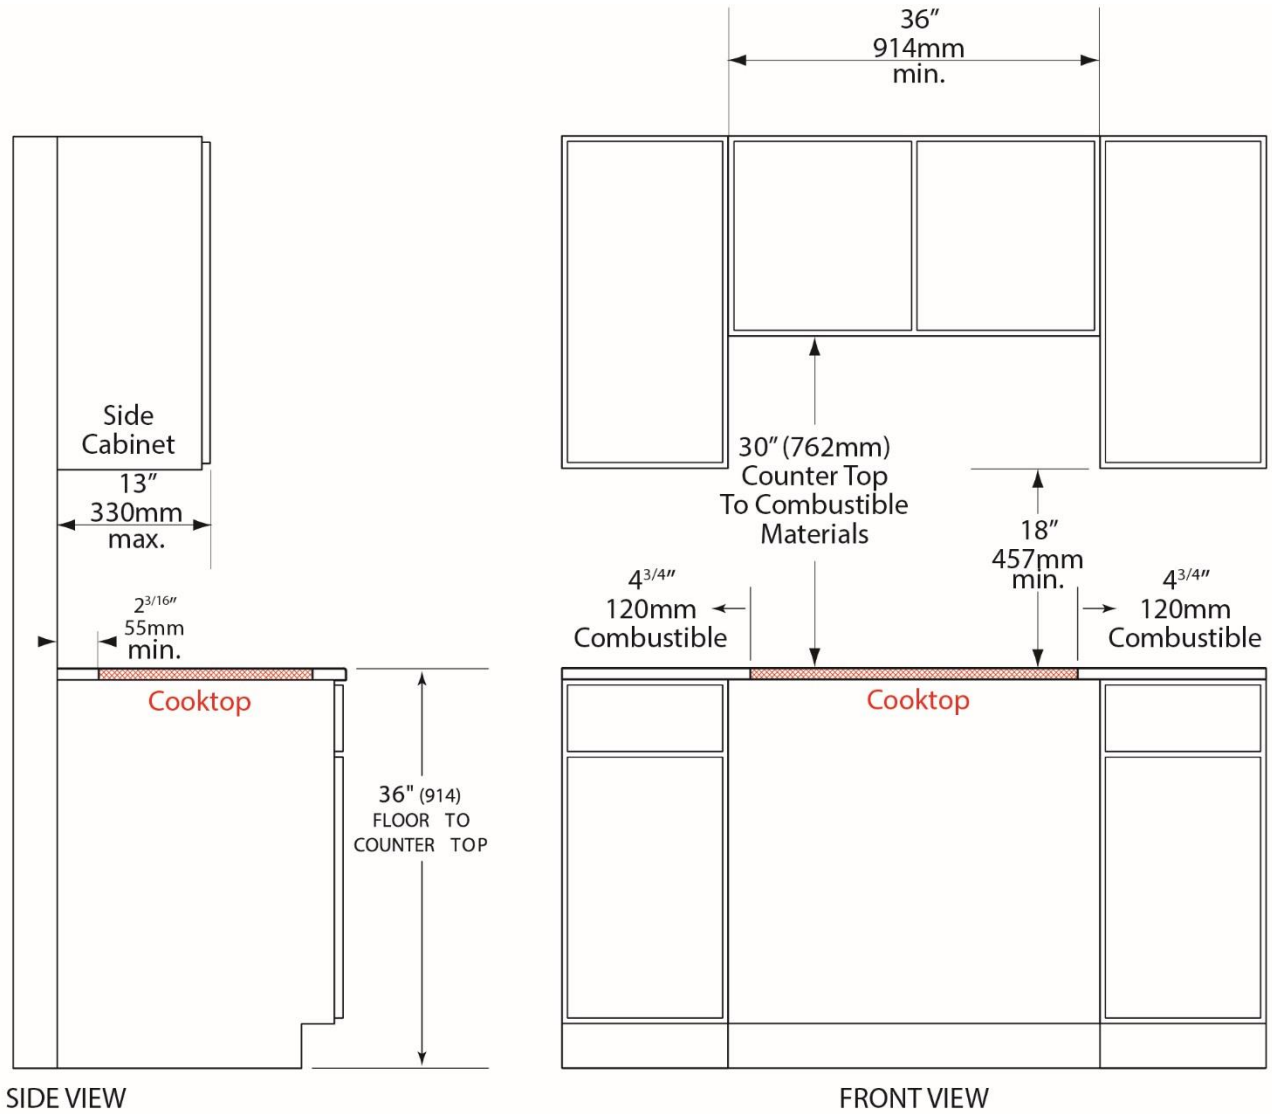 36″
914mm
min.
Side
Cabinet
13″
330mm
max.
30″ (762mm)
Counter Top
To Combustible
Materials
18″
457mm
min.
2 3/16″
55mm
min.
4 3/4″
120mm
Combustible
4 3/4″
120mm
Combustible
Cooktop
Cooktop
36" (914)
FLOOR TO
COUNTER TOP
SIDE VIEW
FRONT VIEW